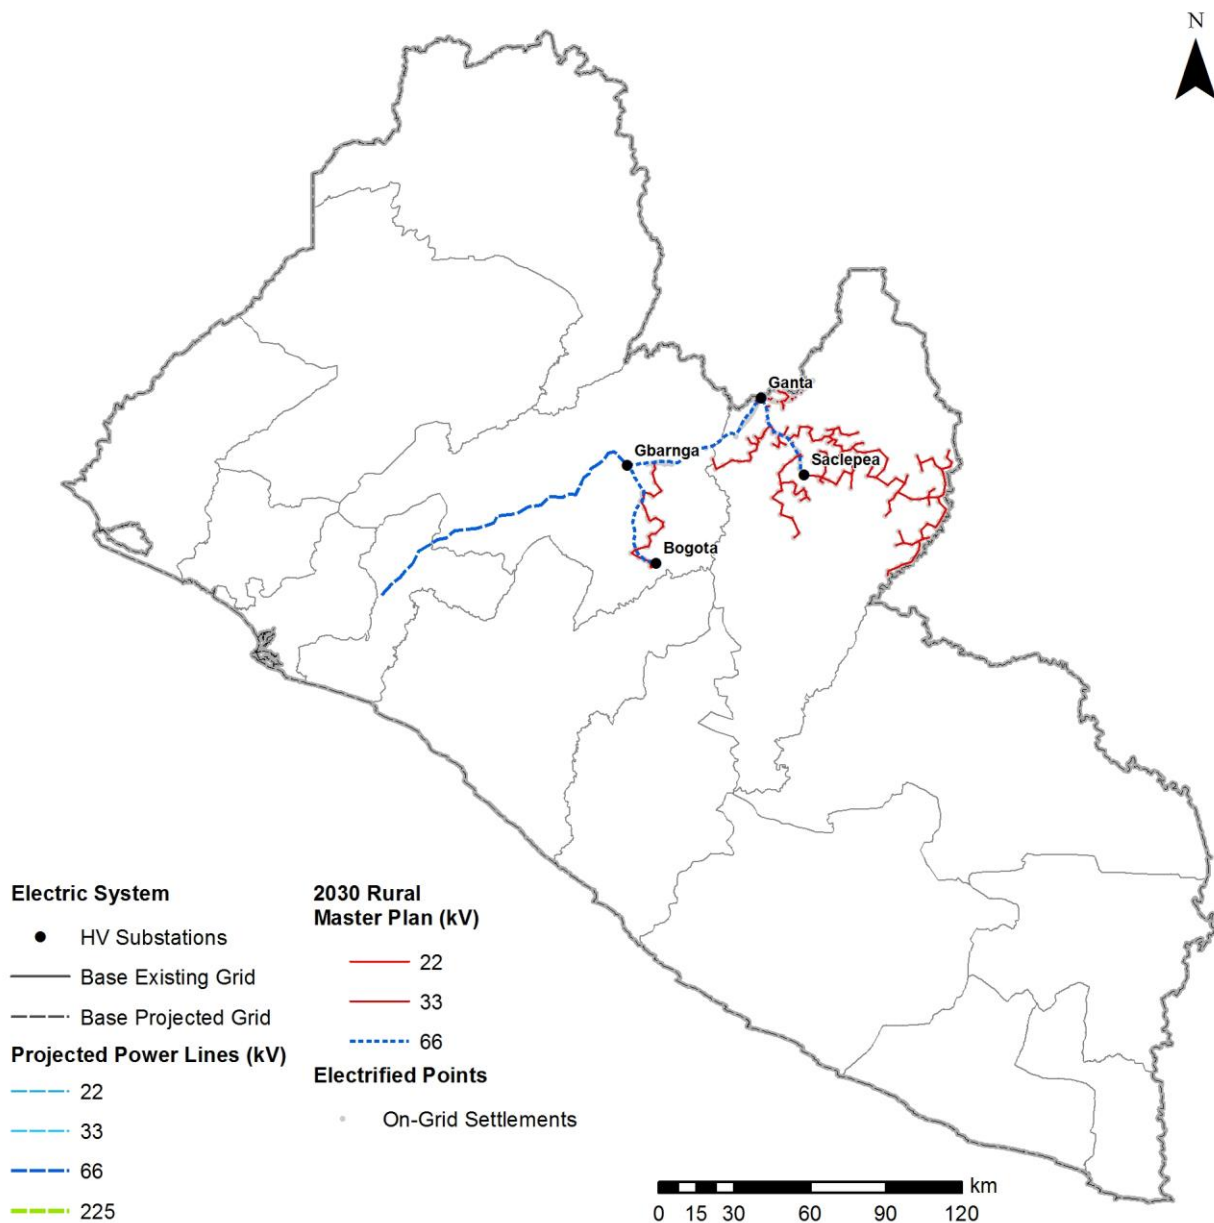 N
Ganta
Gbarnga
Saclepea
Bogota
Electric System
HV Substations
Base Existing Grid
Base Projected Grid
Projected Power Lines (kV)
22
33
66
225
2030 Rural
Master Plan (kV)
22
33
66
Electrified Points
On-Grid Settlements
km
0 15 30 60 90 120